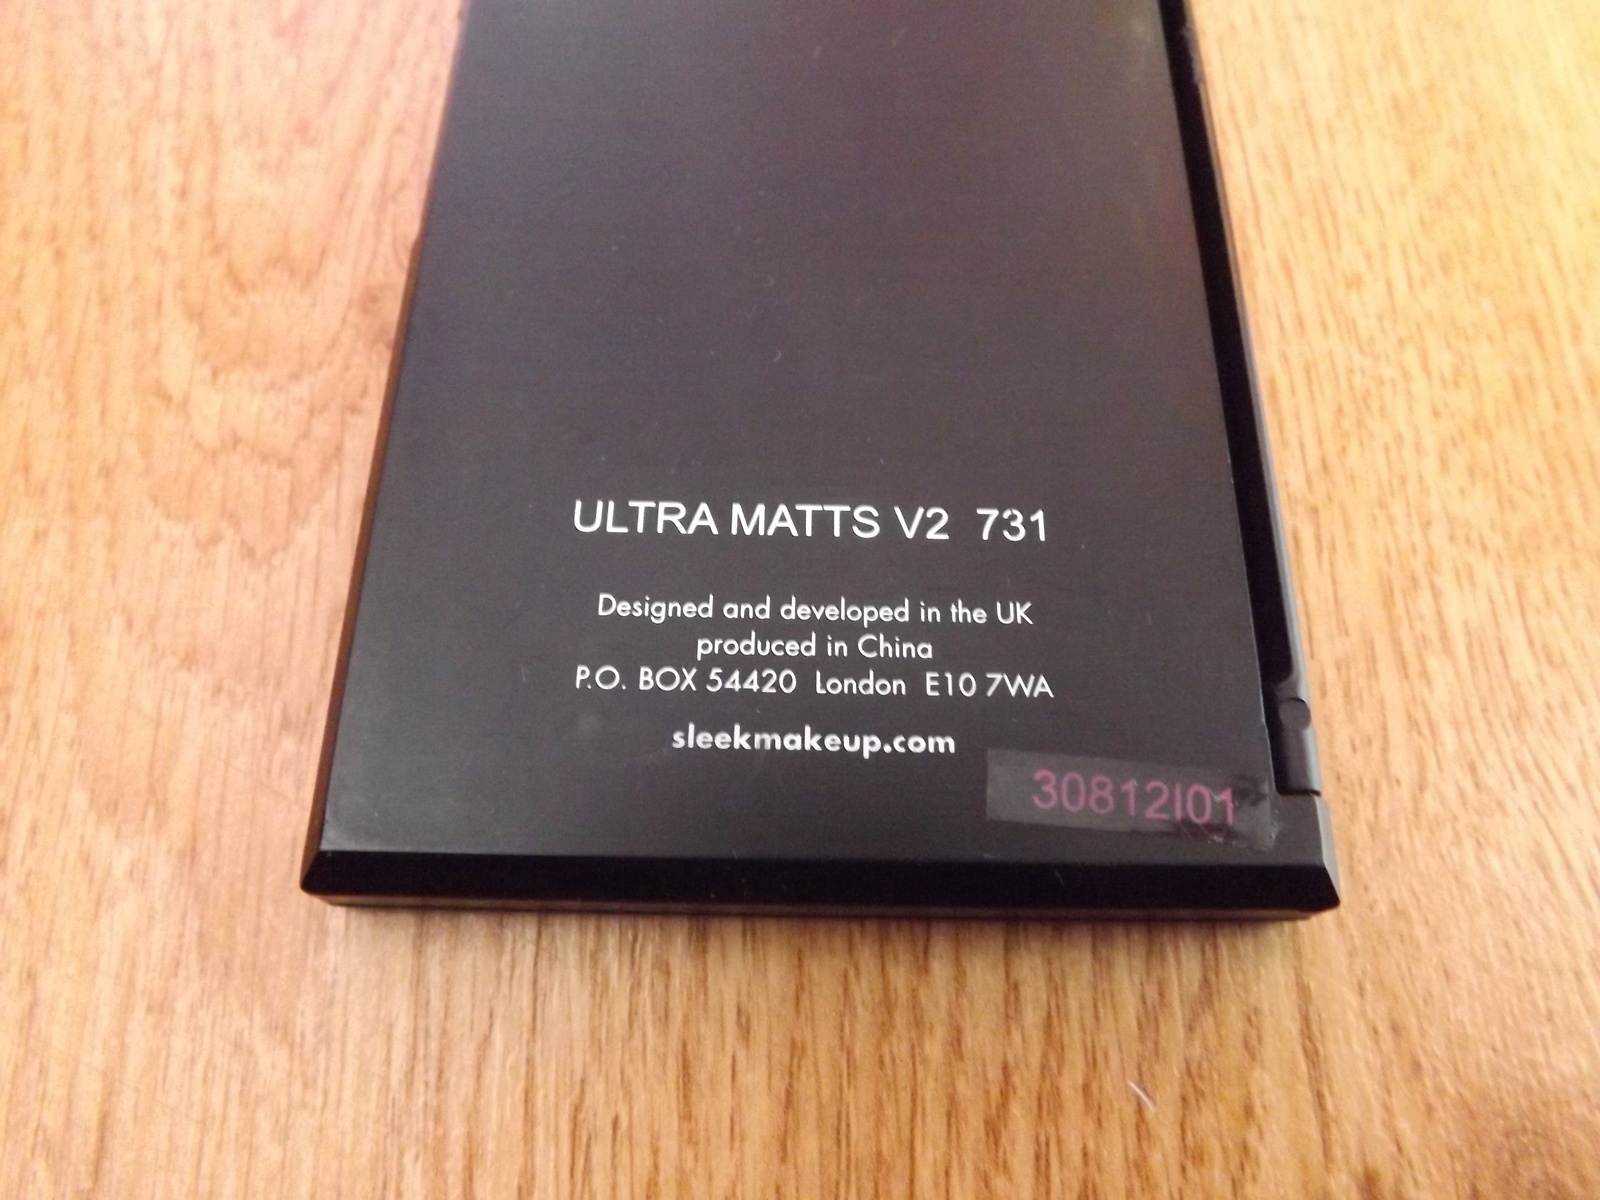 ULTRA MATTS V2 731
Designed and developed in the UK
produced in China
P.O. BOX 54420 London E10 7WA
sleekmakeup.com
30812I01